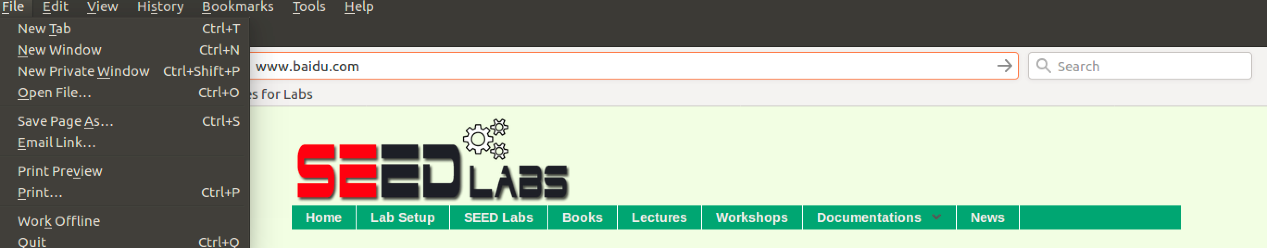 File Edit View History Bookmarks Tools Help
New Tab Ctrl+T
New Window Ctrl+N
New Private Window Ctrl+Shift+P
Open File... Ctrl+O
Save Page As... Ctrl+S
Email Link...
Print Preview
Print... Ctrl+P
Work Offline
Quit Ctrl+Q
www.baidu.com Search
es for Labs
SEED LABS
Home Lab Setup SEED Labs Books Lectures Workshops Documentations News